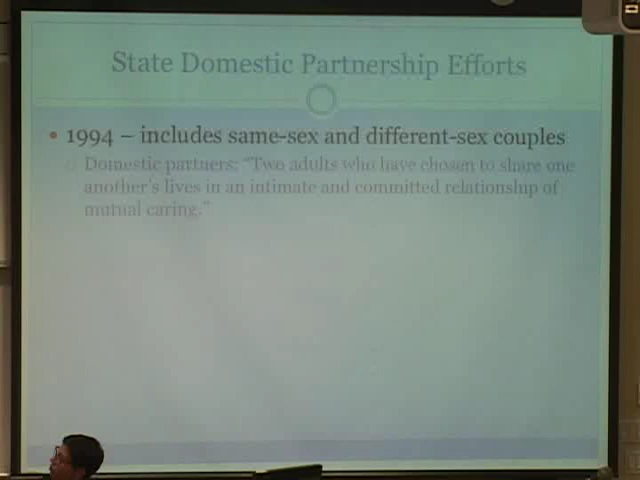 State Domestic Partnership Efforts
• 1994 – includes same-sex and different-sex couples
○ Domestic partners: “Two adults who have chosen to share one
another’s lives in an intimate and committed relationship of
mutual caring.”